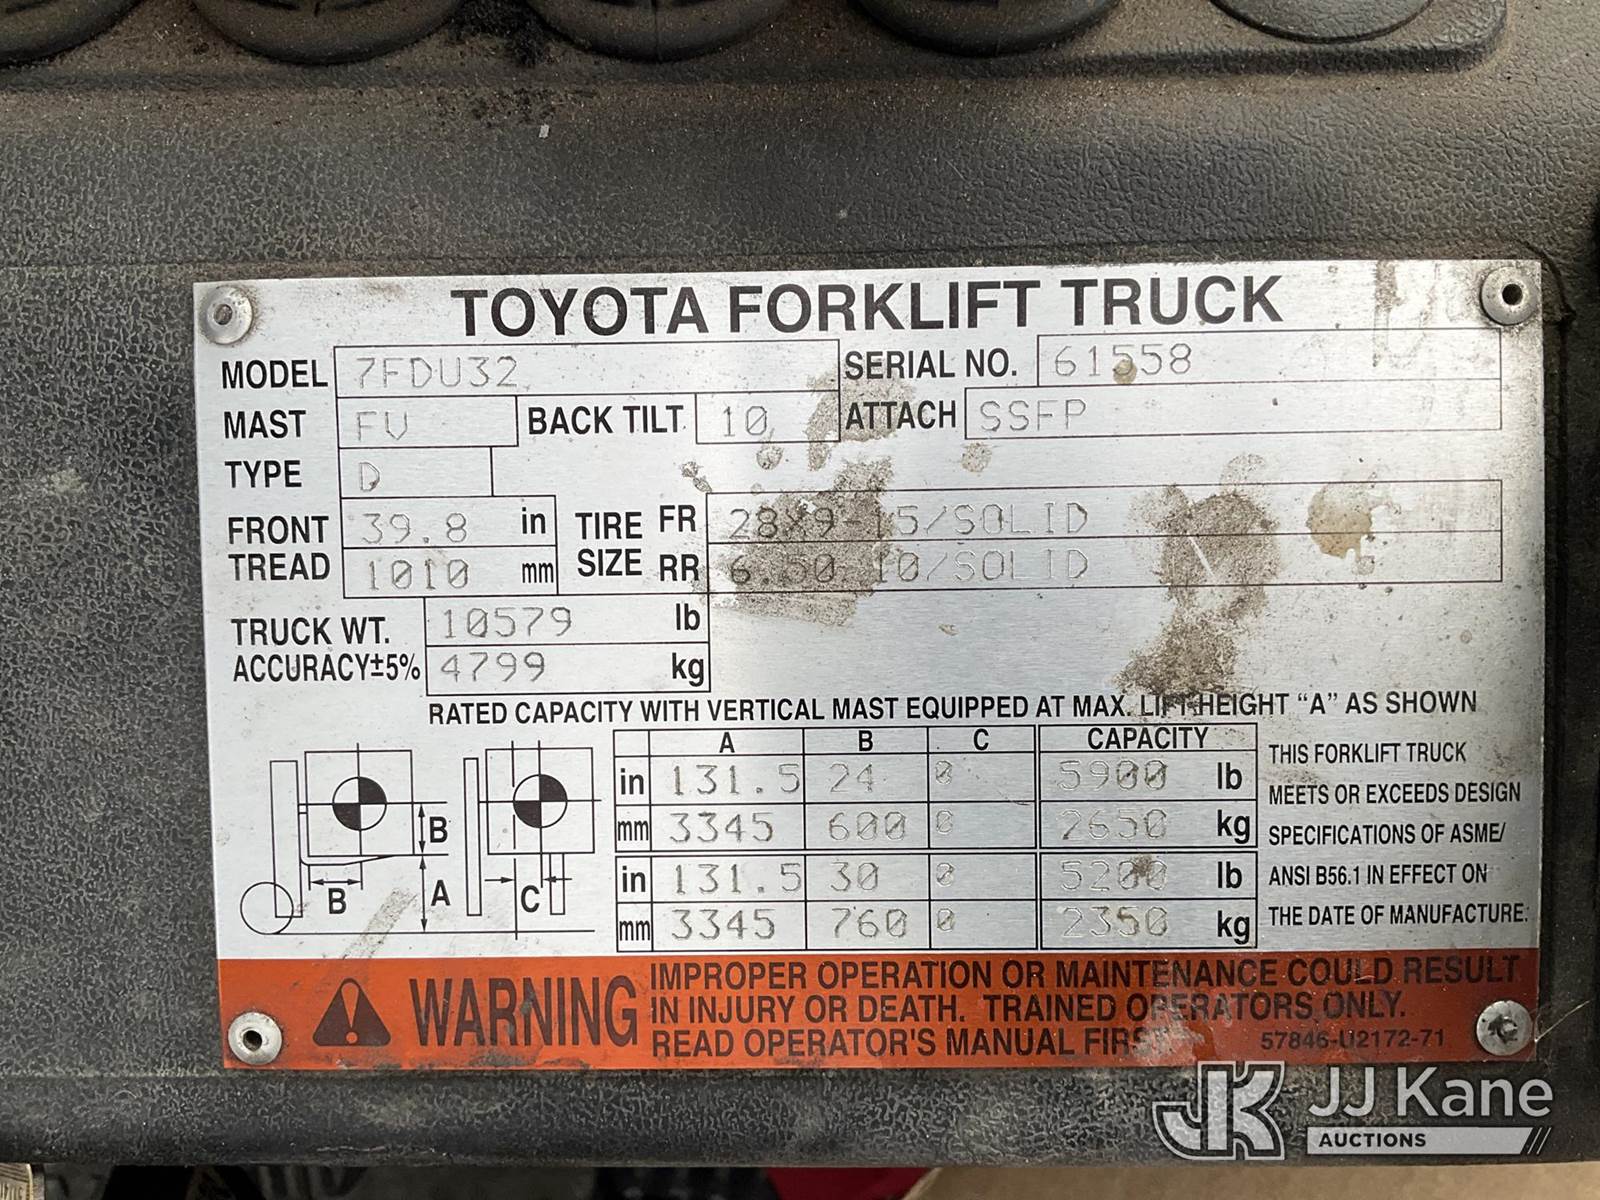 TOYOTA FORKLIFT TRUCK
MODEL 7FDU32 SERIAL NO. 61558
MAST FV BACK TILT 10 ATTACH SSFP
TYPE D
FRONT TREAD 39.8 in TIRE SIZE FR 28X9-15/SOLID
1010 mm RR 6.50 10/SOLID
TRUCK WT. 10579 lb
ACCURACY±5% 4799 kg
RATED CAPACITY WITH VERTICAL MAST EQUIPPED AT MAX. LIFT HEIGHT “A” AS SHOWN
A B C CAPACITY
in 131.5 24 0 5900 lb
mm 3345 600 0 2650 kg
in 131.5 30 0 5200 lb
mm 3345 760 0 2350 kg
B
B A C
THIS FORKLIFT TRUCK
MEETS OR EXCEEDS DESIGN
SPECIFICATIONS OF ASME/
ANSI B56.1 IN EFFECT ON
THE DATE OF MANUFACTURE.
WARNING
IMPROPER OPERATION OR MAINTENANCE COULD RESULT
IN INJURY OR DEATH. TRAINED OPERATORS ONLY.
READ OPERATOR'S MANUAL FIRST.
57846-U2172-71
JK JJ Kane
AUCTIONS